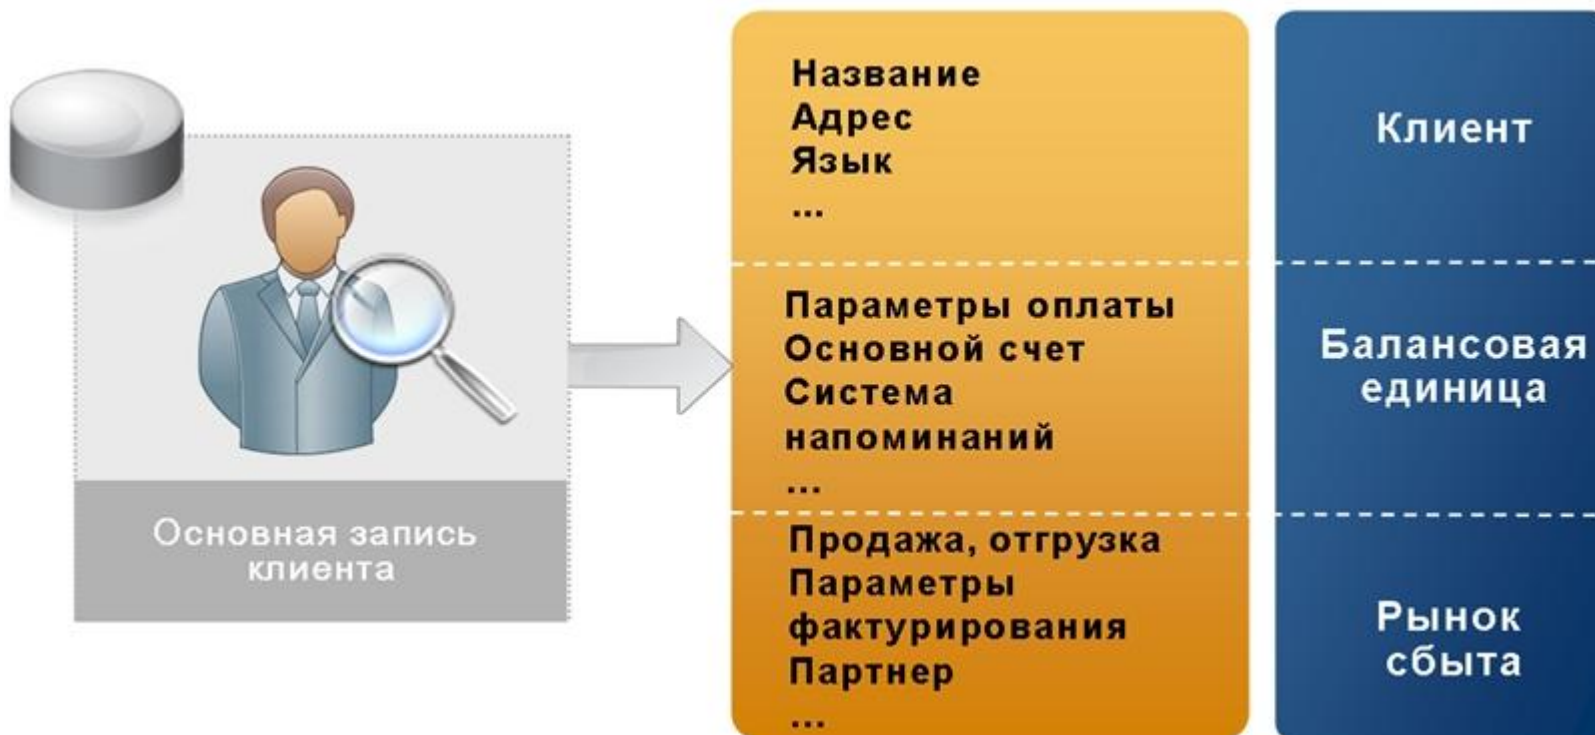 Основная запись
клиента
Название
Адрес
Язык
...
Параметры оплаты
Основной счет
Система
напоминаний
...
Продажа, отгрузка
Параметры
фактурирования
Партнер
...
Клиент
Балансовая
единица
Рынок
сбыта